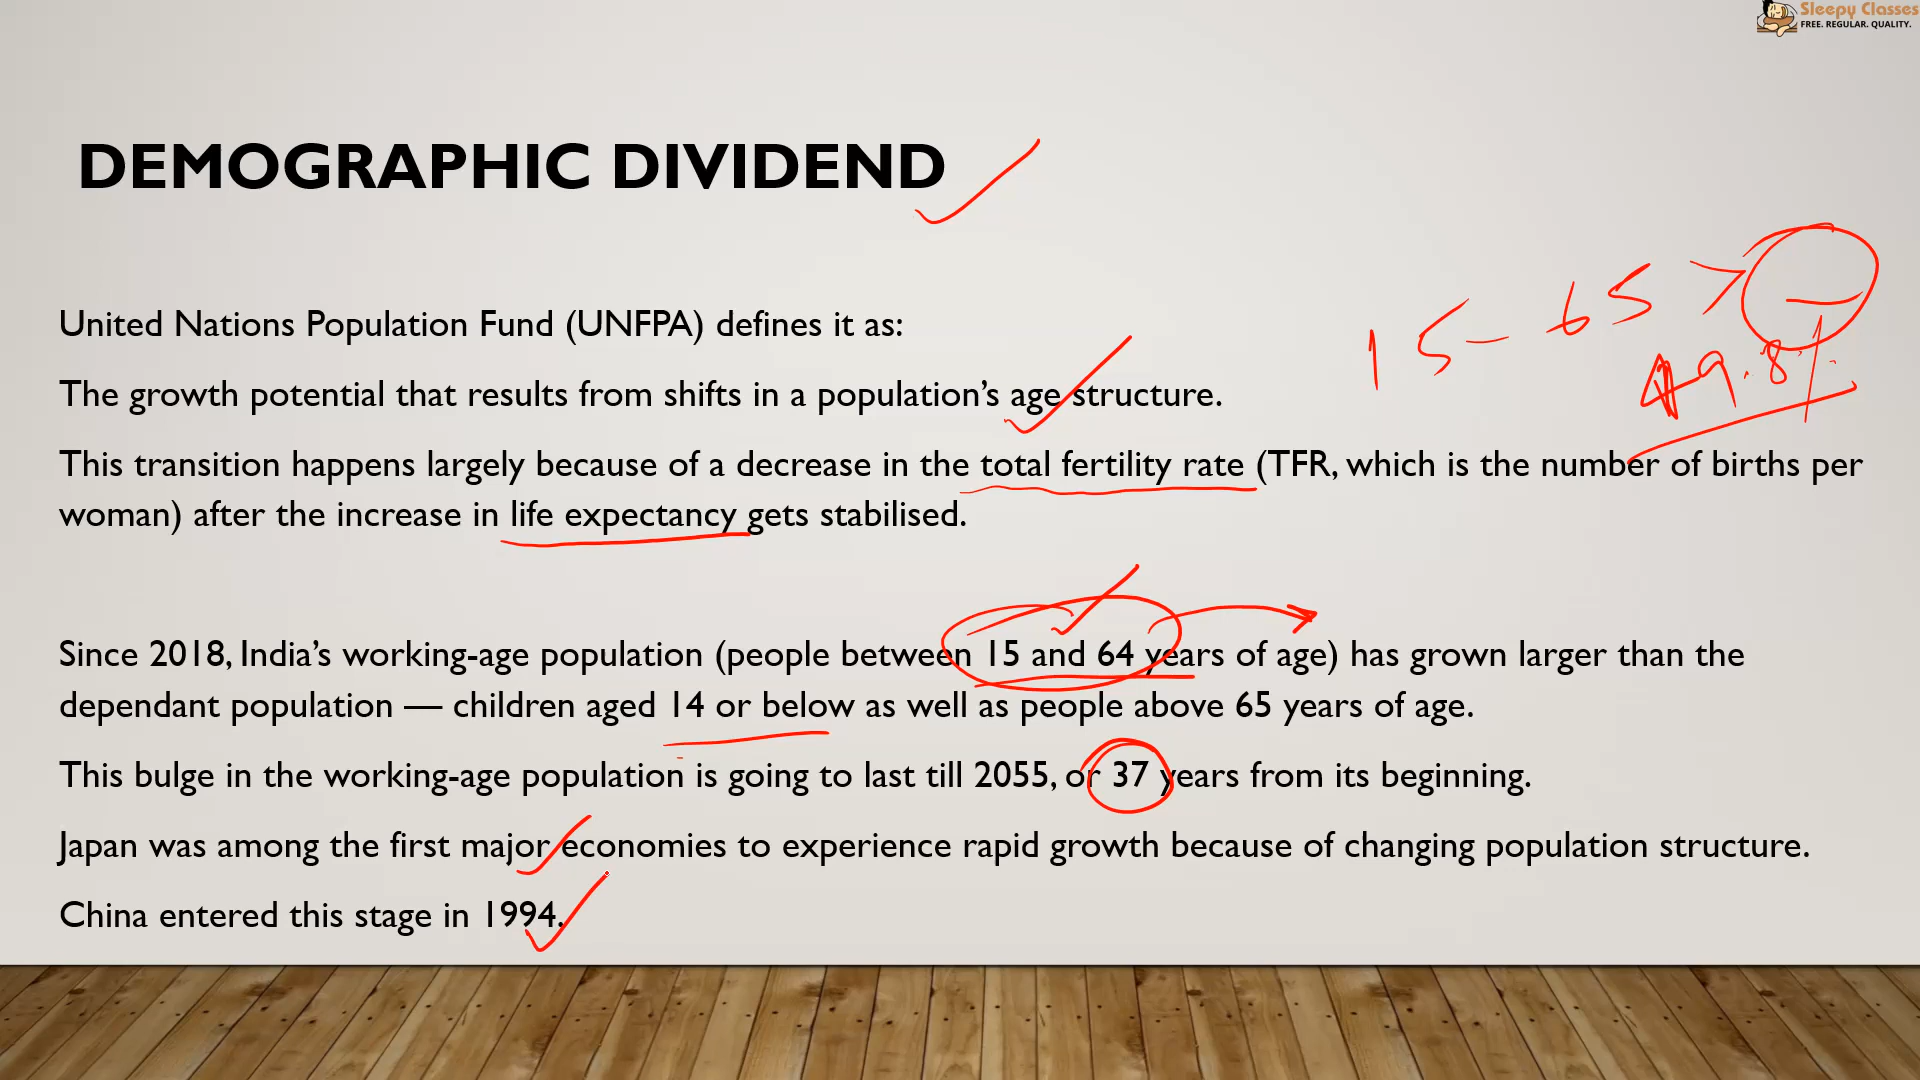 Sleepy Classes
FREE. REGULAR. QUALITY.
DEMOGRAPHIC DIVIDEND
United Nations Population Fund (UNFPA) defines it as:
The growth potential that results from shifts in a population’s age structure.
15-65 >
49.8%
This transition happens largely because of a decrease in the total fertility rate (TFR, which is the number of births per
woman) after the increase in life expectancy gets stabilised.
Since 2018, India’s working-age population (people between 15 and 64 years of age) has grown larger than the
dependant population — children aged 14 or below as well as people above 65 years of age.
This bulge in the working-age population is going to last till 2055, or 37 years from its beginning.
Japan was among the first major economies to experience rapid growth because of changing population structure.
China entered this stage in 1994.